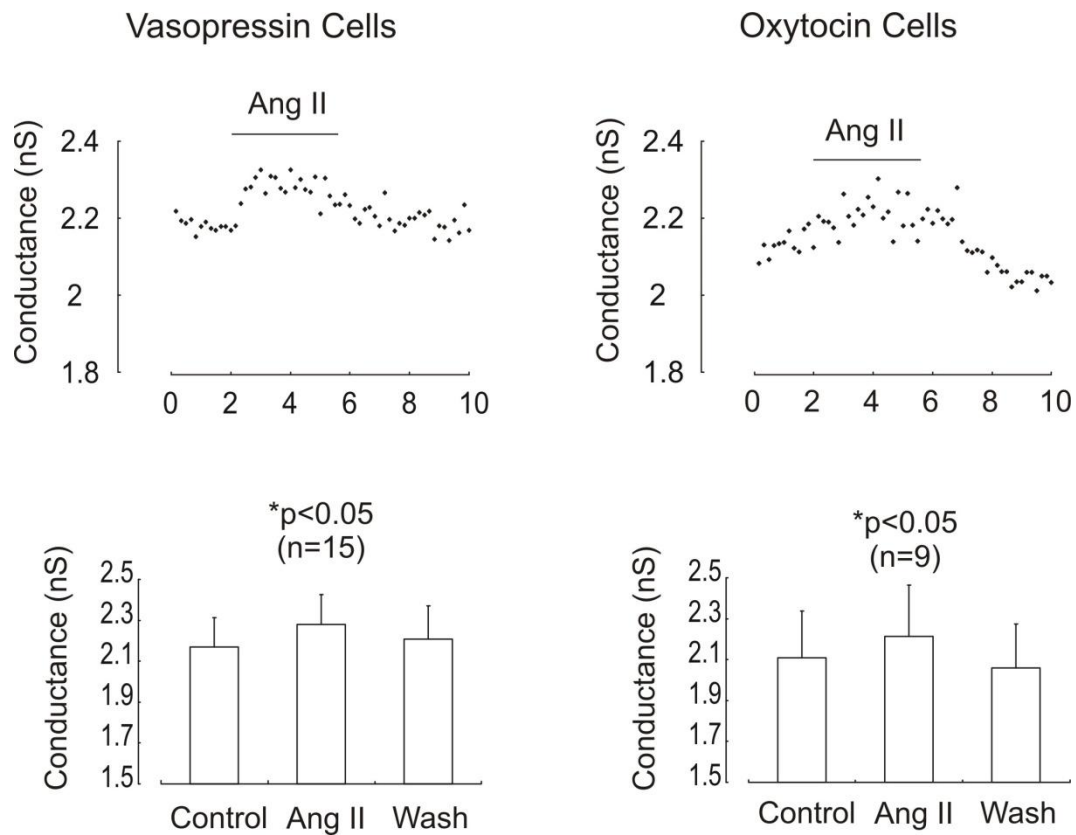 Vasopressin Cells
Oxytocin Cells
Ang II
Conductance (nS)
2.4
2.2
2
1.8
0 2 4 6 8 10
Ang II
Conductance (nS)
2.4
2.2
2
1.8
0 2 4 6 8 10
*p<0.05
(n=15)
Conductance (nS)
2.5
2.3
2.1
1.9
1.7
1.5
Control Ang II Wash
*p<0.05
(n=9)
Conductance (nS)
2.5
2.3
2.1
1.9
1.7
1.5
Control Ang II Wash